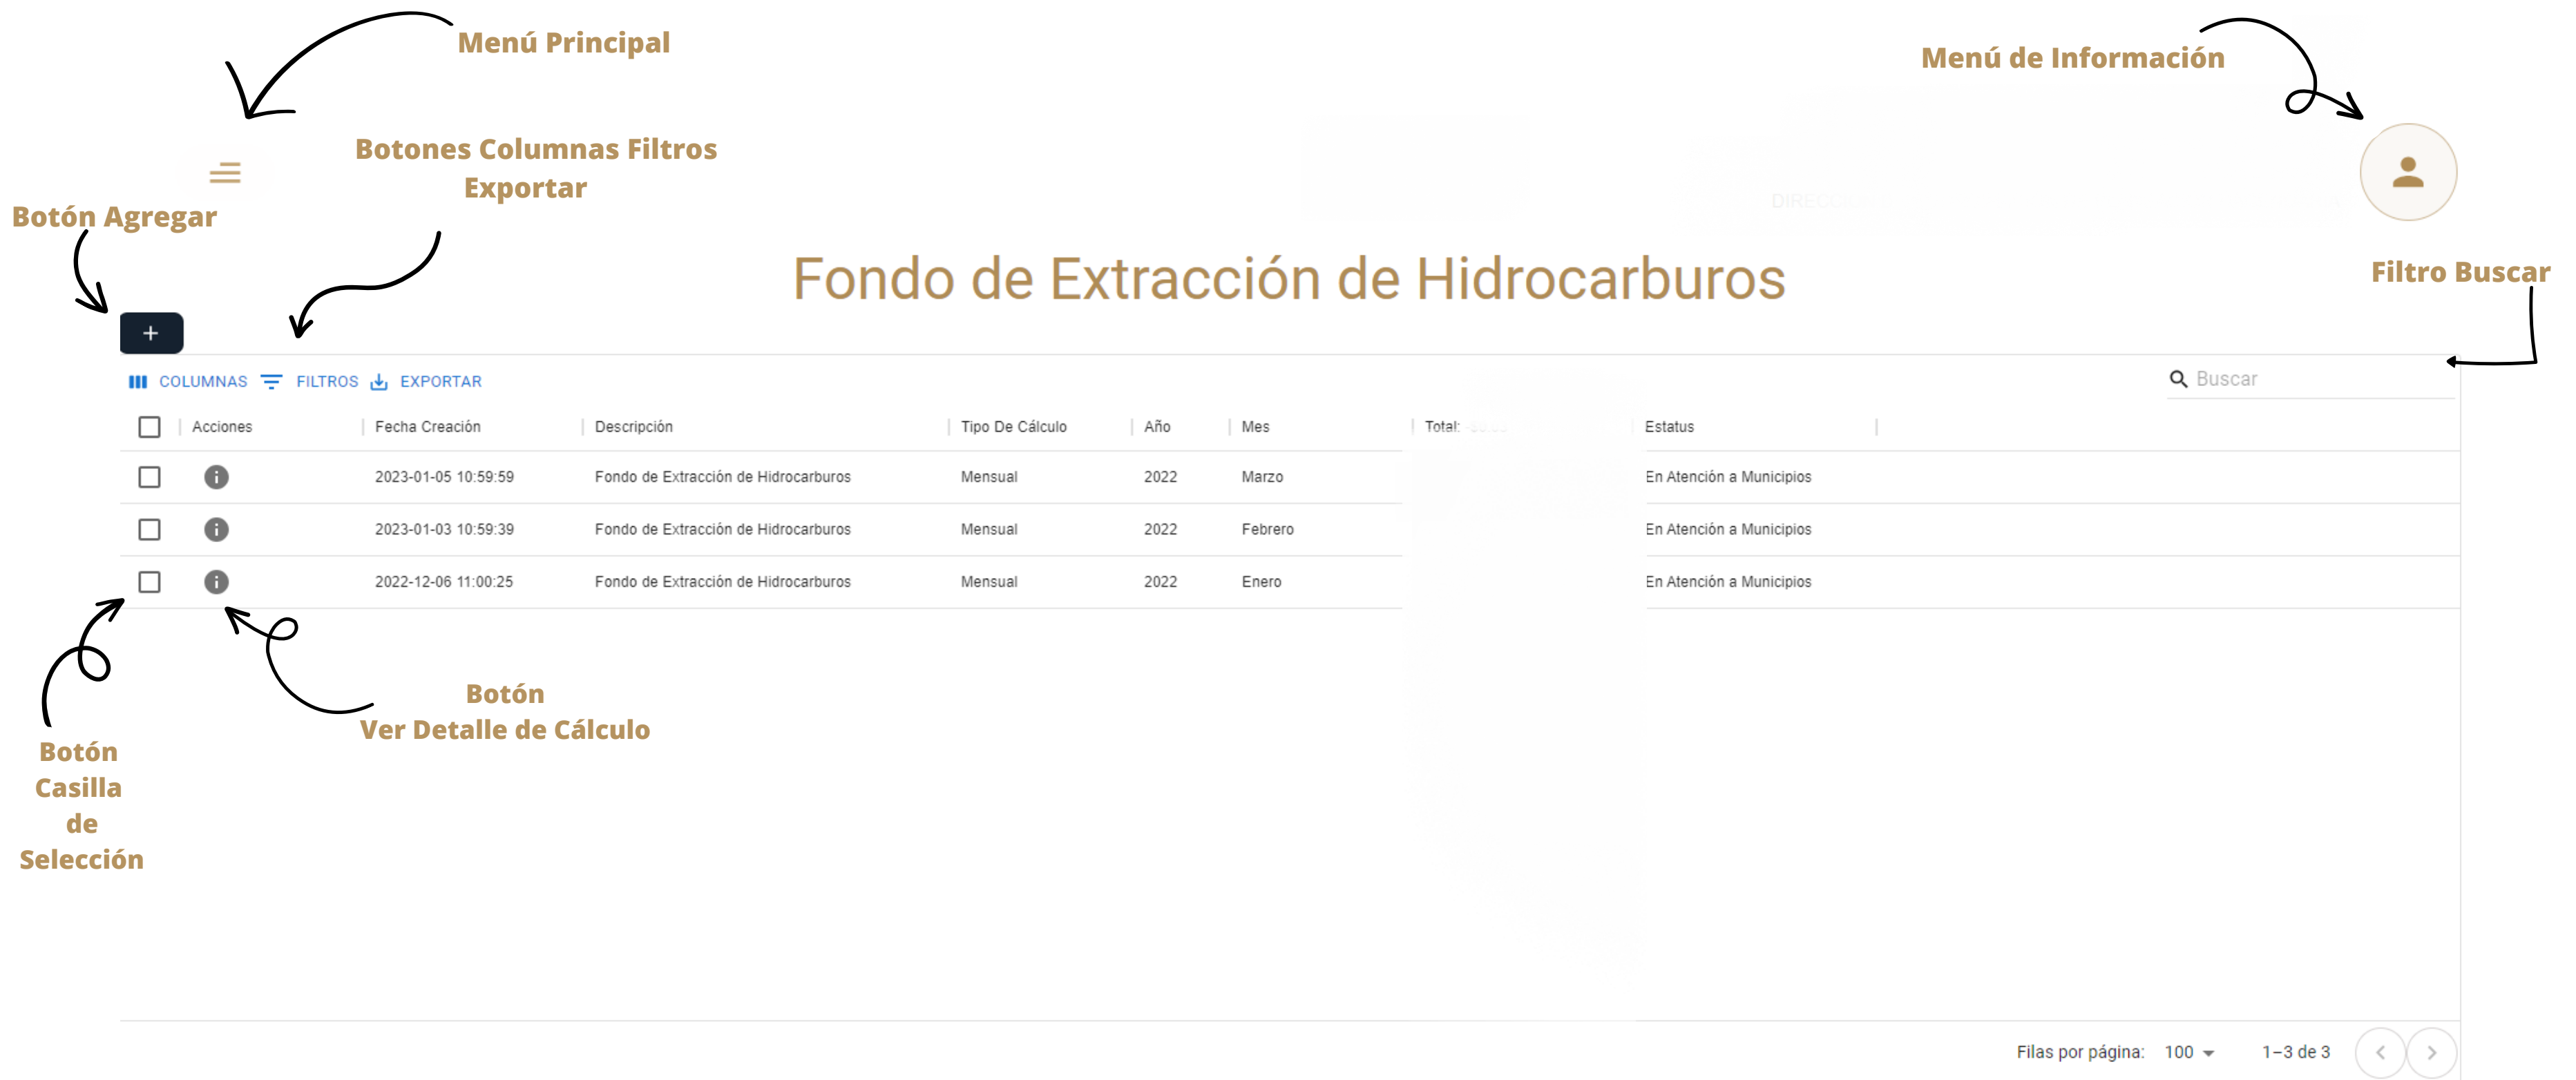 Menú Principal
Menú de Información
Botones Columnas Filtros
Exportar
Botón Agregar
Fondo de Extracción de Hidrocarburos
Filtro Buscar
+
COLUMNAS FILTROS EXPORTAR Buscar
Acciones Fecha Creación Descripción Tipo De Cálculo Año Mes Total: Estatus
2023-01-05 10:59:59 Fondo de Extracción de Hidrocarburos Mensual 2022 Marzo En Atención a Municipios
2023-01-03 10:59:39 Fondo de Extracción de Hidrocarburos Mensual 2022 Febrero En Atención a Municipios
2022-12-06 11:00:25 Fondo de Extracción de Hidrocarburos Mensual 2022 Enero En Atención a Municipios
Botón
Ver Detalle de Cálculo
Botón
Casilla
de
Selección
Filas por página: 100 1–3 de 3